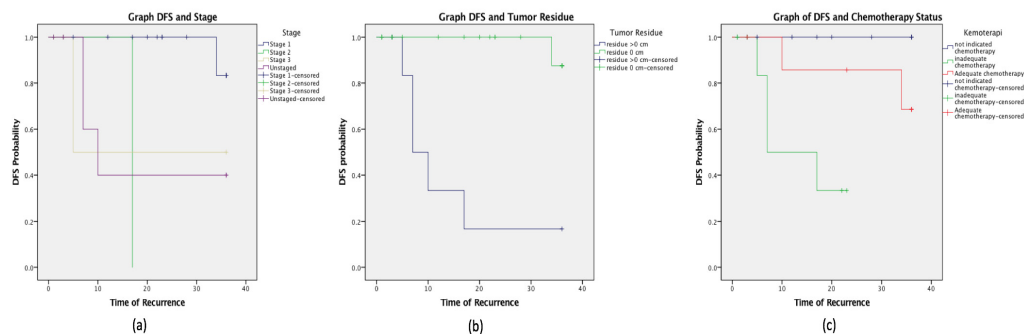 Graph DFS and Stage
DFS Probability
1.0
0.8
0.6
0.4
0.2
0.0
0
10
20
30
40
Time of Recurrence
Stage
Stage 1
Stage 2
Stage 3
Unstaged
Stage 1-censored
Stage 2-censored
Stage 3-censored
Unstaged-censored
(a)
Graph DFS and Tumor Residue
DFS probability
1.0
0.8
0.6
0.4
0.2
0.0
0
10
20
30
40
Time of Recurrence
Tumor Residue
residue >0 cm
residue 0 cm
residue >0 cm-censored
residue 0 cm-censored
(b)
Graph of DFS and Chemotherapy Status
DFS Probability
1.0
0.8
0.6
0.4
0.2
0.0
0
10
20
30
40
Time of Recurrence
Kemoterapi
not indicated
chemotherapy
inadequate
chemotherapy
Adequate chemotherapy
not indicated
chemotherapy-censored
inadequate
chemotherapy-censored
Adequate
chemotherapy-censored
(c)